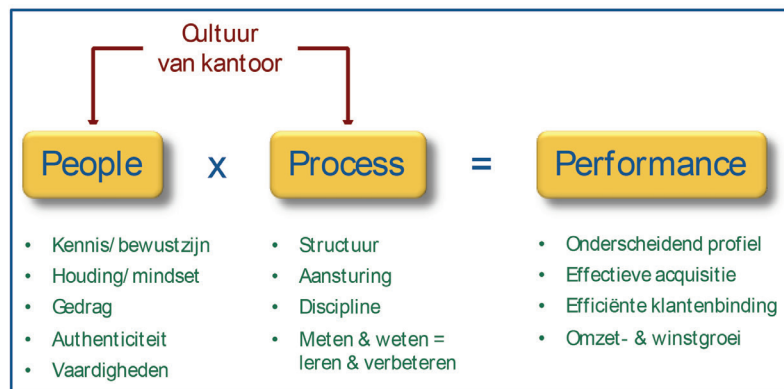 Cultuur
van kantoor
People x Process = Performance
• Kennis/ bewustzijn
• Houding/ mindset
• Gedrag
• Authenticiteit
• Vaardigheden
• Structuur
• Aansturing
• Discipline
• Meten & weten =
leren & verbeteren
• Onderscheidend profiel
• Effectieve acquisitie
• Efficiënte klantenbinding
• Omzet- & winstgroei